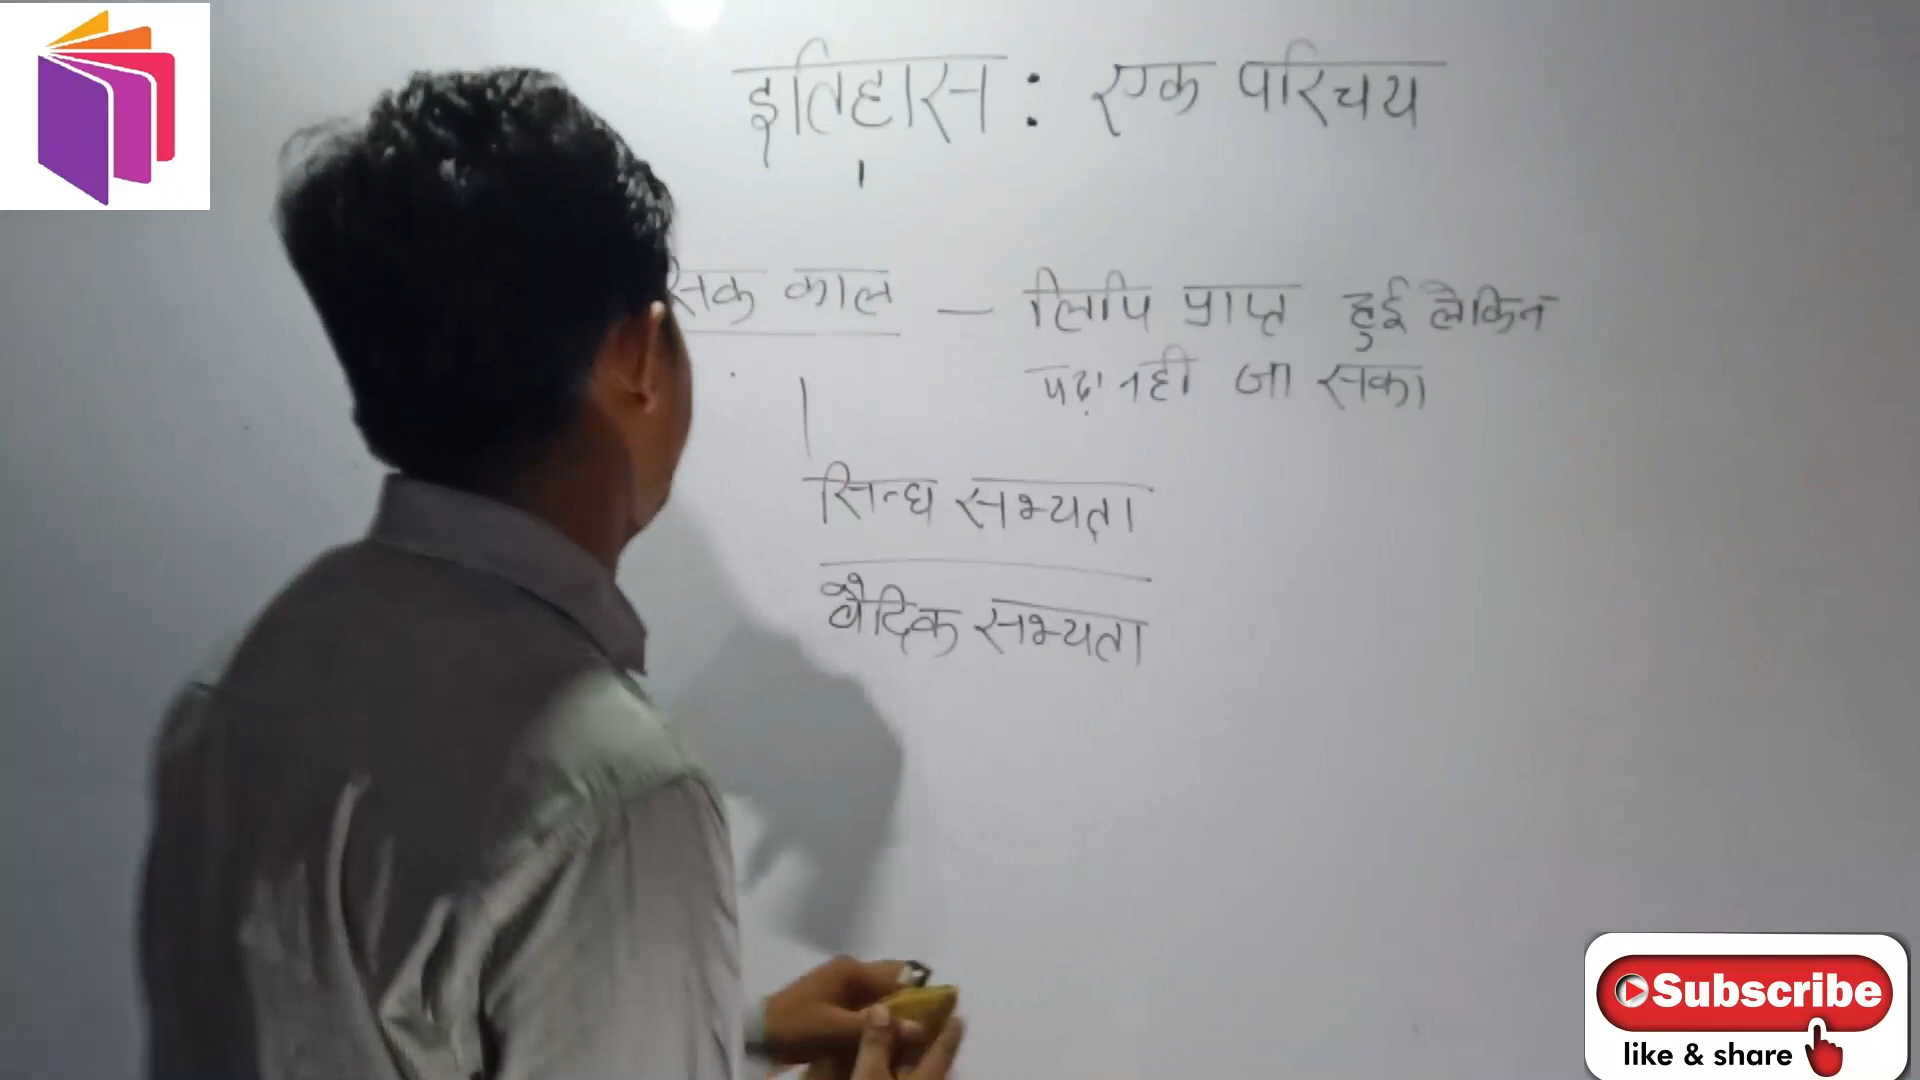 इतिहास : एक परिचय
काल — लिपि प्राप्त हुई लेकिन
पढ़ा नही जा सका
सिन्ध सभ्यता
वैदिक सभ्यता
Subscribe
like & share